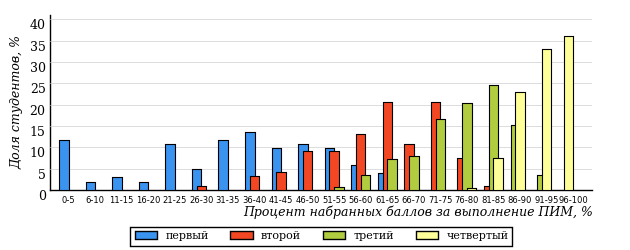 40
35
30
25
20
15
10
5
0
Доля студентов, %
0-5 6-10 11-15 16-20 21-25 26-30 31-35 36-40 41-45 46-50 51-55 56-60 61-65 66-70 71-75 76-80 81-85 86-90 91-95 96-100
Процент набранных баллов за выполнение ПИМ, %
первый второй третий четвертый